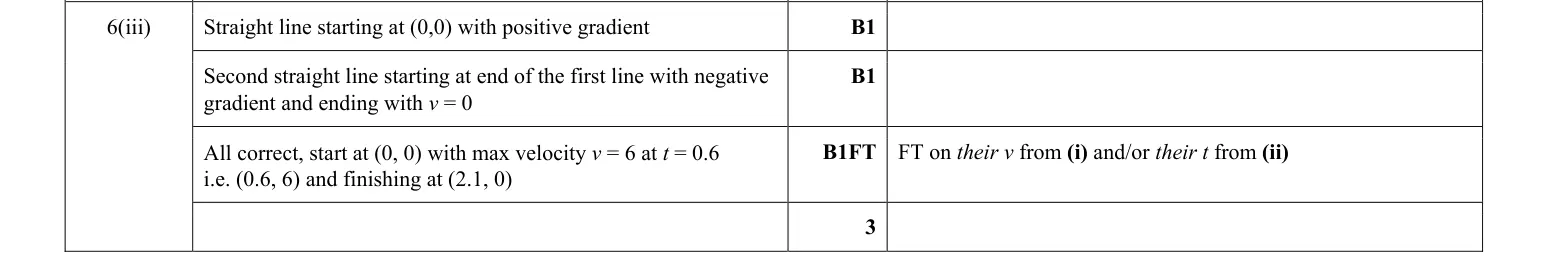 6(iii)
Straight line starting at (0,0) with positive gradient
B1
Second straight line starting at end of the first line with negative
gradient and ending with v = 0
B1
All correct, start at (0, 0) with max velocity v = 6 at t = 0.6
i.e. (0.6, 6) and finishing at (2.1, 0)
B1FT
FT on their v from (i) and/or their t from (ii)
3